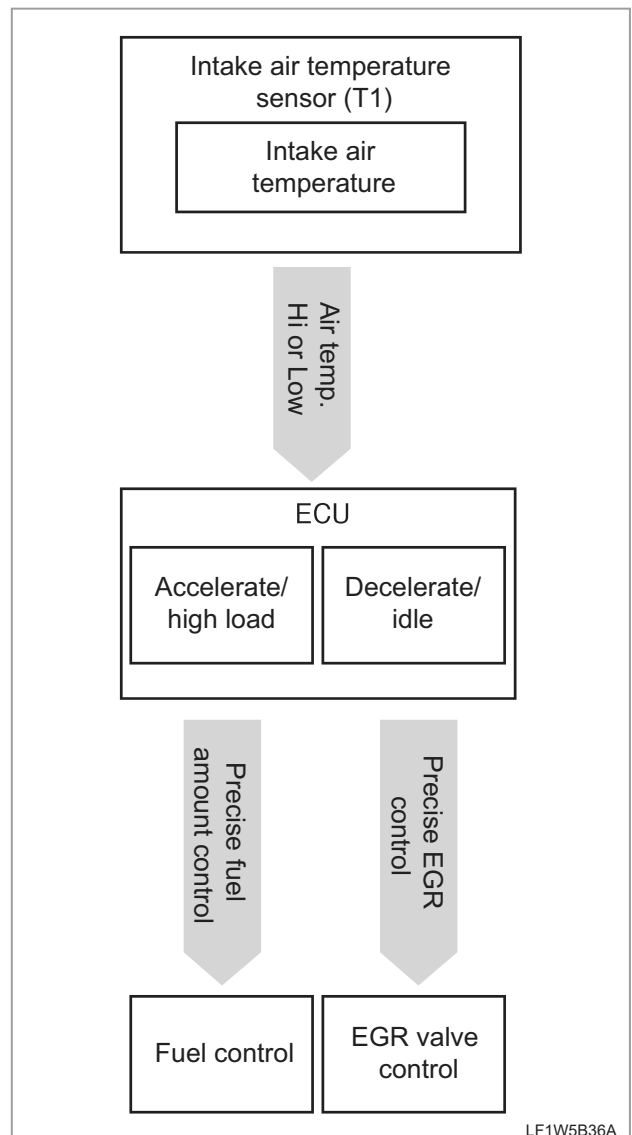 Intake air temperature
sensor (T1)
Intake air
temperature
Air temp.
Hi or Low
ECU
Accelerate/
high load
Decelerate/
idle
Precise fuel
amount control
Precise EGR
control
Fuel control
EGR valve
control
LF1W5B36A